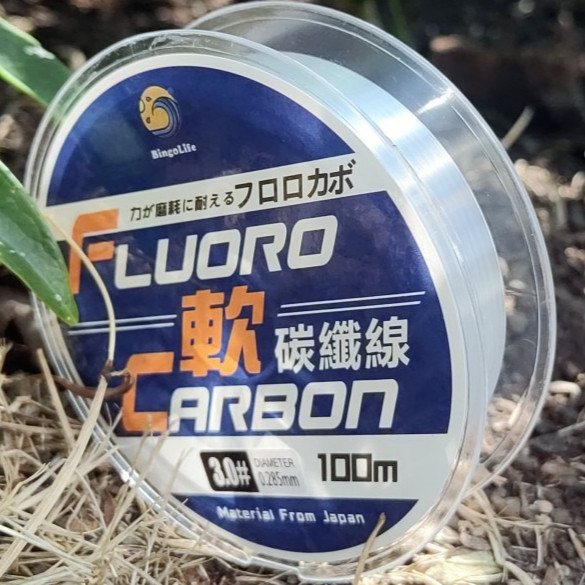 BingoLife
力が磨耗に耐えるフロロカボ
FLUORO
軟 碳纖線
CARBON
3.0# DIAMETER 0.285mm 100m
Material From Japan